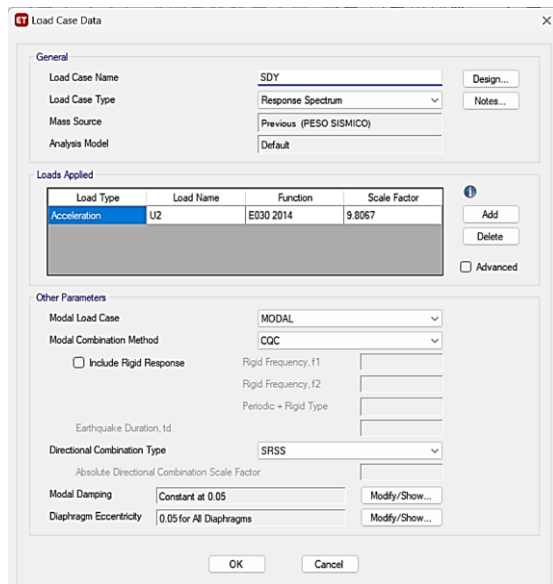 ET Load Case Data
General
Load Case Name SDY Design...
Load Case Type Response Spectrum Notes...
Mass Source Previous (PESO SISMICO)
Analysis Model Default
Loads Applied
Load Type Load Name Function Scale Factor
Acceleration U2 E030 2014 9.8067
Add
Delete
Advanced
Other Parameters
Modal Load Case MODAL
Modal Combination Method CQC
Include Rigid Response Rigid Frequency, f1
Rigid Frequency, f2
Periodic + Rigid Type
Earthquake Duration, td
Directional Combination Type SRSS
Absolute Directional Combination Scale Factor
Modal Damping Constant at 0.05 Modify/Show...
Diaphragm Eccentricity 0.05 for All Diaphragms Modify/Show...
OK Cancel